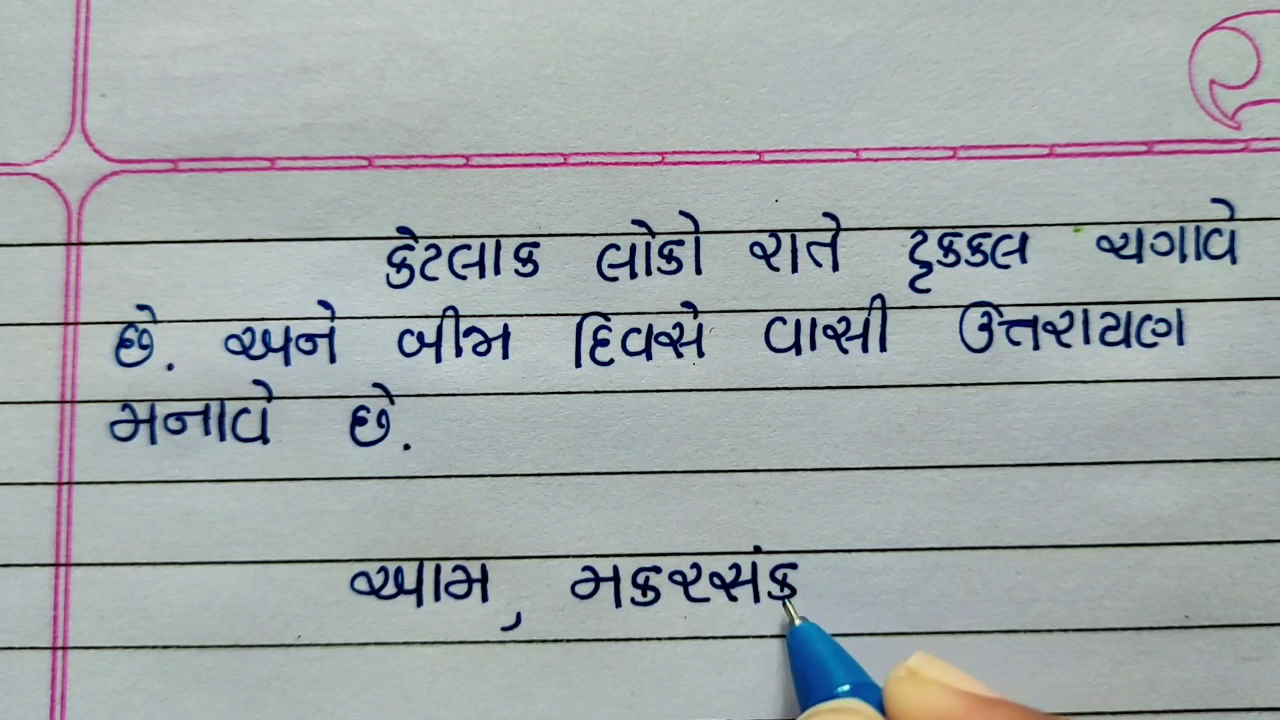 કેટલાક લોકો રાતે ટુક્કલ ચગાવે
છે. અને બીજા દિવસે વાસી ઉત્તરાયણ
મનાવે છે.
આમ, મકરસંક